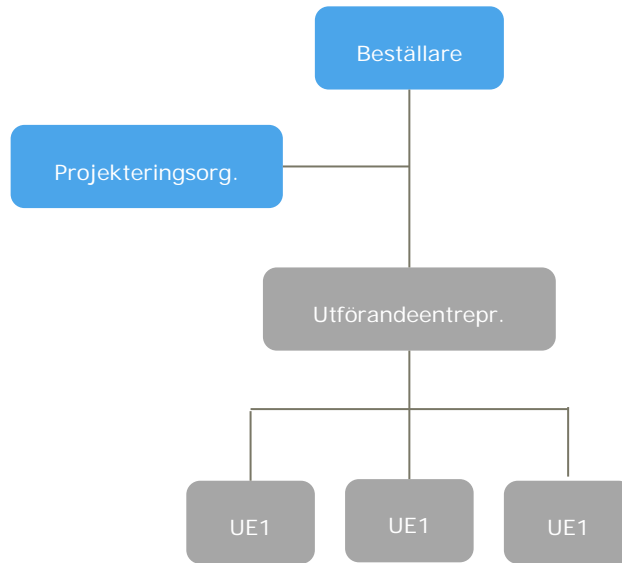 Beställare
Projekteringsorg.
Utförandeentrepr.
UE1
UE1
UE1